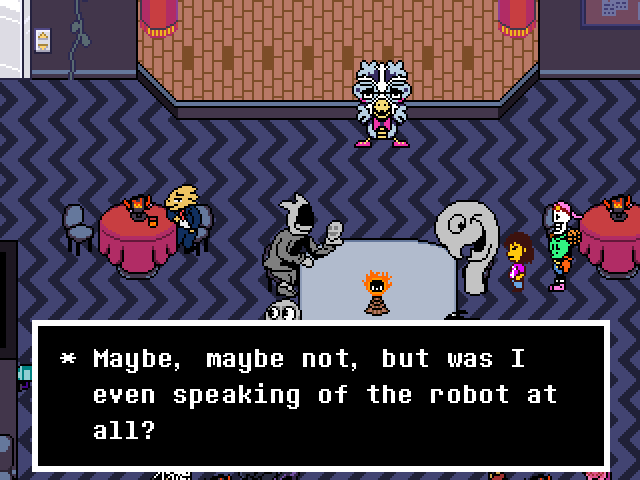 * Maybe, maybe not, but was I
even speaking of the robot at
all?